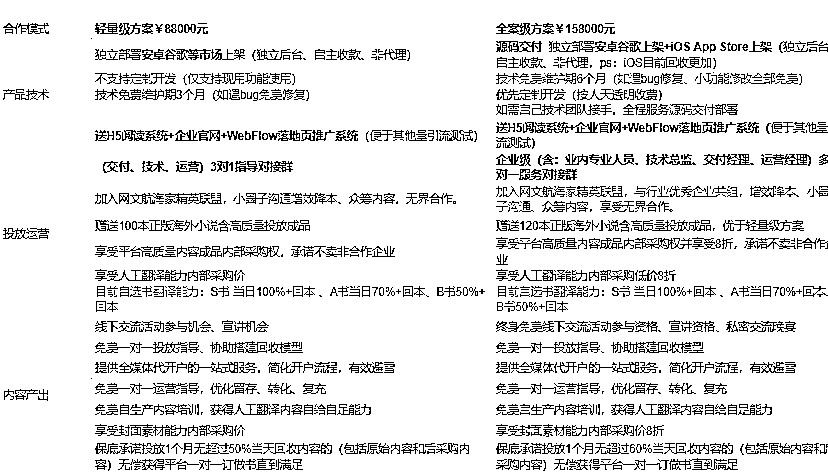 合作模式
轻量级方案￥88000元
全案级方案￥158000元
独立部署安卓谷歌等市场上架（独立后台、自主收款、非代理）
源码交付 独立部署安卓谷歌上架+iOS App Store上架（独立后台
自主收款、非代理，ps：iOS目前回收更加）
产品技术
不支持定制开发（仅支持现用功能使用）
技术免费维护期3个月（如遇bug免费修复）
技术免费维护期6个月（如遇bug修复、小功能修改全部免费）
优先定制开发（按人天透明收费）
如需自己技术团队接手，全程服务源码交付部署
送H5阅读系统+企业官网+WebFlow落地页推广系统（便于其他量引流测试）
送H5阅读系统+企业官网+WebFlow落地页推广系统（便于其他量
流测试）
（交付、技术、运营）3对1指导对接群
企业级（含：业内专业人员、技术总监、交付经理、运营经理）多
对一服务对接群
加入网文航海家精英联盟，小圈子沟通增效降本、众筹内容，无界合作。
加入网文航海家精英联盟，与行业优秀企业共组，增效降本、小圈
子沟通、众筹内容，享受无界合作。
投放运营
赠送100本正版海外小说含高质量投放成品
赠送120本正版海外小说含高质量投放成品，优于轻量级方案
享受平台高质量内容成品内部采购权，承诺不卖非合作企业
享受平台高质量内容成品内部采购权并享受8折，承诺不卖非合作企
业
享受人工翻译能力内部采购价
目前自选书翻译能力：S书 当日100%+回本 、A书当日70%+回本、B书50%+
回本
享受人工翻译能力内部采购低价8折
目前自选书翻译能力：S书 当日100%+回本 、A书当日70%+回本、
B书50%+回本
线下交流活动参与机会、宣讲机会
终身免费线下交流活动参与资格、宣讲资格、私密交流晚宴
免费一对一投放指导、协助搭建回收模型
免费一对一投放指导、协助搭建回收模型
提供全媒体代开户的一站式服务，简化开户流程，有效避雷
提供全媒体代开户的一站式服务，简化开户流程，有效避雷
内容产出
免费一对一运营指导，优化留存、转化、复充
免费一对一运营指导，优化留存、转化、复充
免费自生产内容培训，获得人工翻译内容自给自足能力
免费自生产内容培训，获得人工翻译内容自给自足能力
享受封面素材能力内部采购价
享受封面素材能力内部采购价8折
保底承诺投放1个月无超过50%当天回收内容的（包括原始内容和后采购内
容）无偿获得平台一对一订做书直到满足
保底承诺投放1个月无超过60%当天回收内容的（包括原始内容和
采购内容）无偿获得平台一对一订做书直到满足